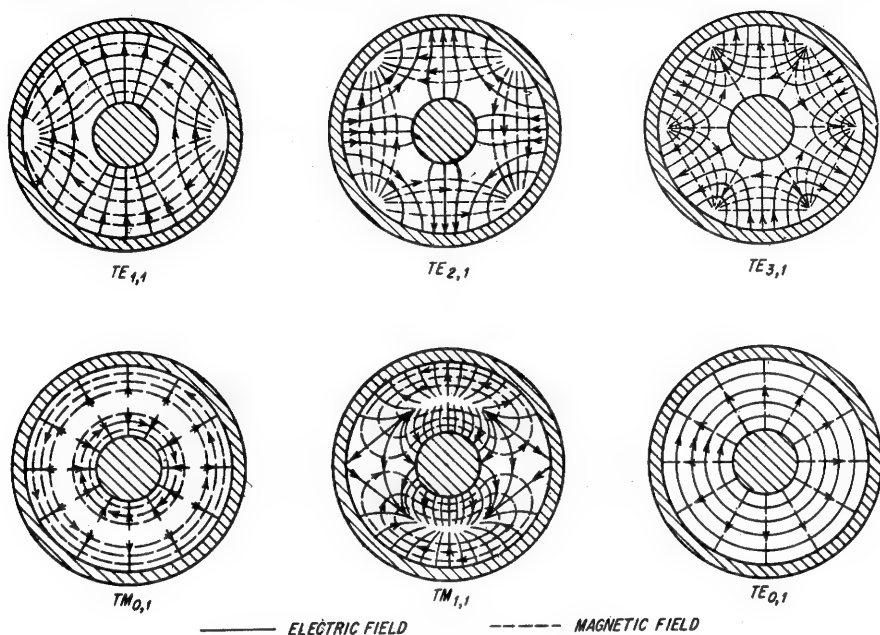 TE1,1
TE2,1
TE3,1
TM0,1
TM1,1
TE0,1
ELECTRIC FIELD
MAGNETIC FIELD